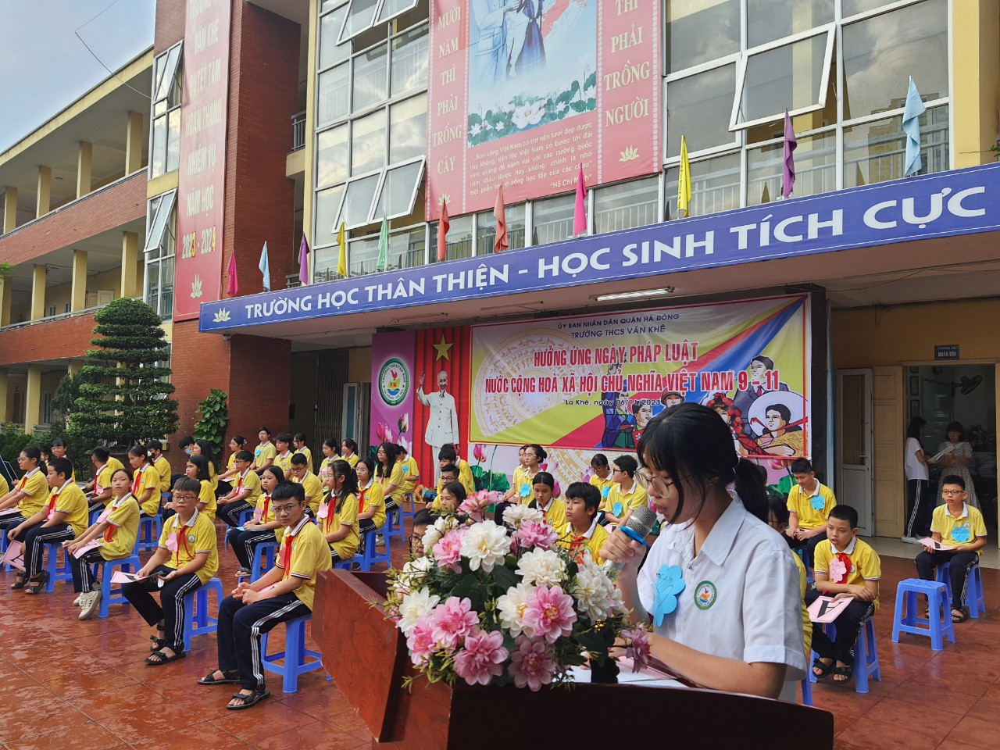 VĂN KHÊ
QUYẾT TÂM
HOÀN THÀNH
NHIỆM VỤ
NĂM HỌC
2023 - 2024
MƯỜI
NĂM
THÌ
PHẢI
TRỒNG
CÂY
THÌ
PHẢI
TRỒNG
NGƯỜI
"...Non sông Việt Nam có trở nên tươi đẹp được
hay không, dân tộc Việt Nam có bước tới đài
vinh quang để sánh vai với các cường quốc
năm châu được hay không, chính là nhờ
một phần lớn ở công học tập của các cháu"
"Hồ Chí Minh"
TRƯỜNG HỌC THÂN THIỆN - HỌC SINH TÍCH CỰC
ỦY BAN NHÂN DÂN QUẬN HÀ ĐÔNG
TRƯỜNG THCS VĂN KHÊ
HƯỞNG ỨNG NGÀY PHÁP LUẬT
NƯỚC CỘNG HOÀ XÃ HỘI CHỦ NGHĨA VIỆT NAM 9 - 11
La Khê, ngày 06/11/2023
ĐOÀN ĐỘI
A